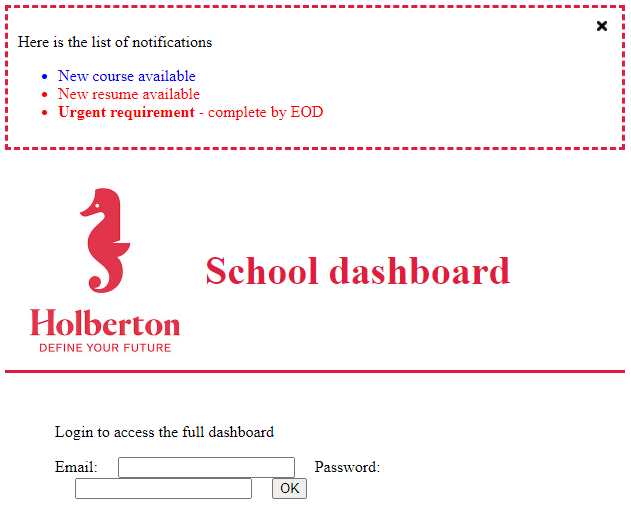 Here is the list of notifications
New course available
New resume available
Urgent requirement - complete by EOD
School dashboard
Holberton
DEFINE YOUR FUTURE
Login to access the full dashboard
Email: Password:
OK